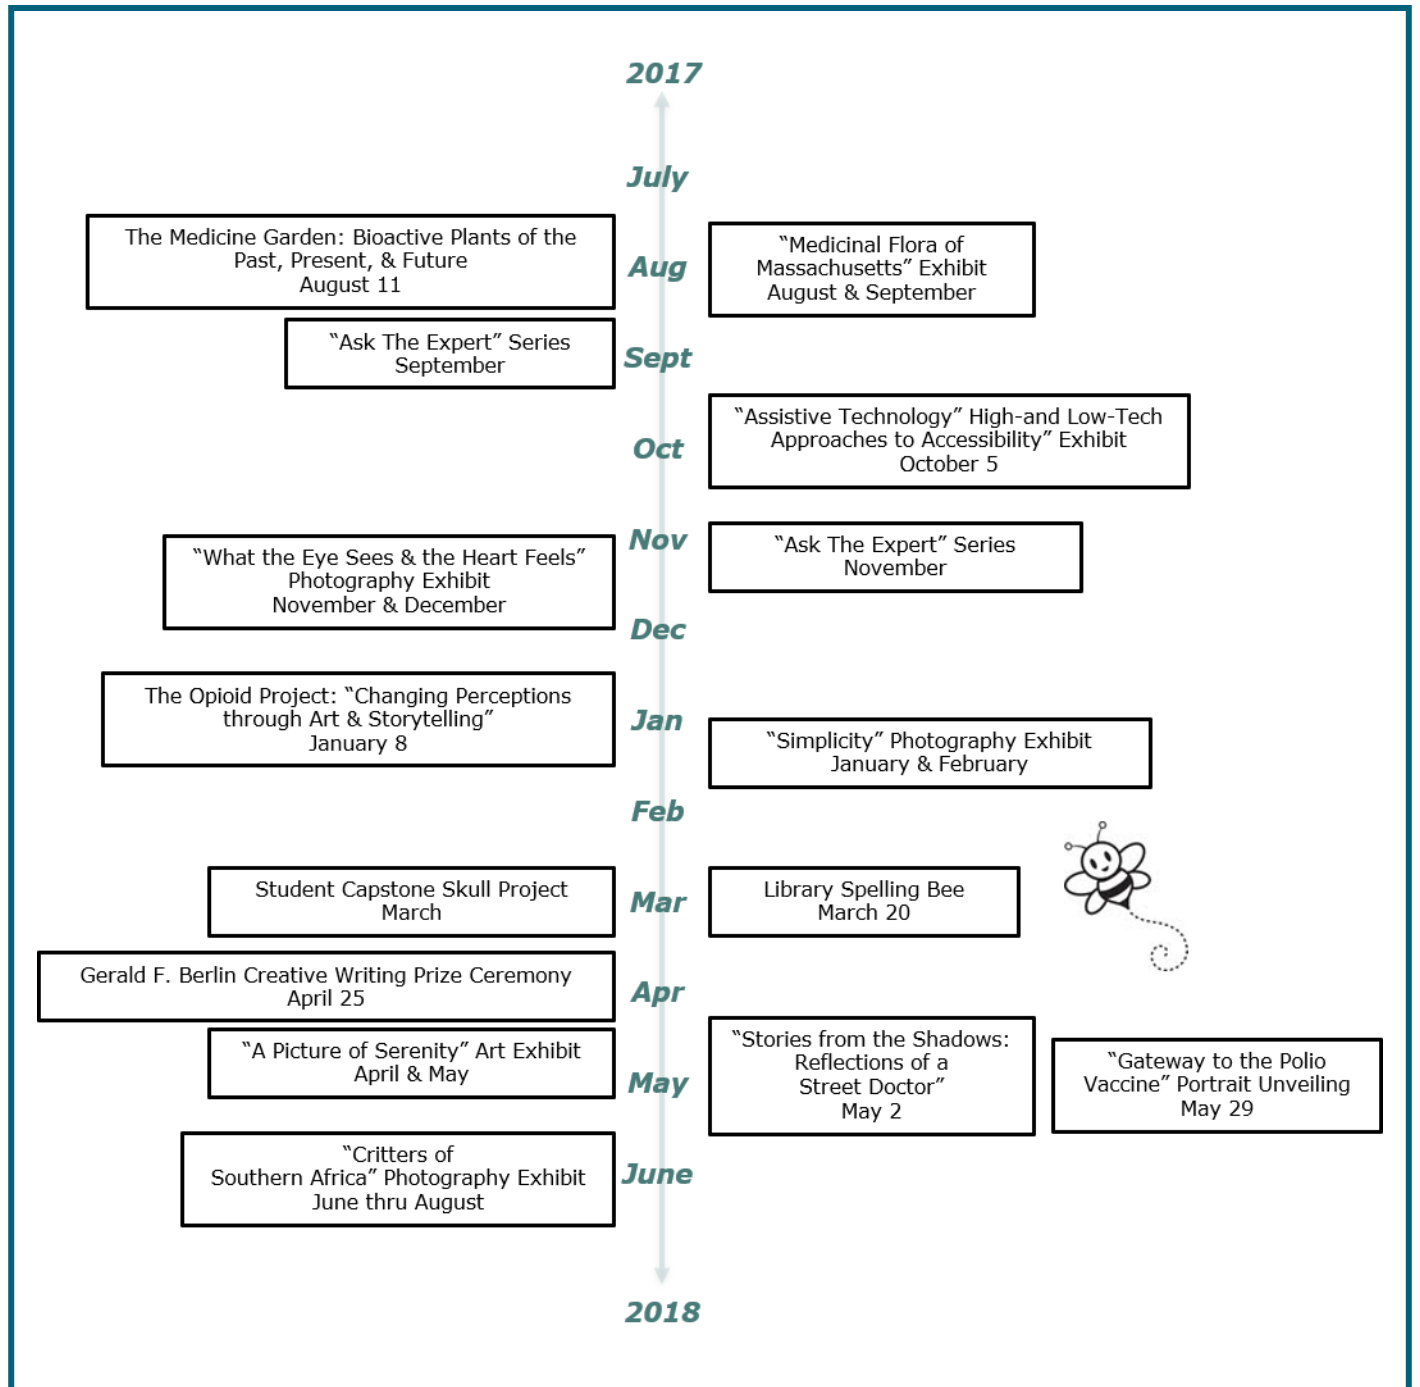 2017
July
The Medicine Garden: Bioactive Plants of the
Past, Present, & Future
August 11
Aug
“Medicinal Flora of
Massachusetts” Exhibit
August & September
“Ask The Expert” Series
September
Sept
“Assistive Technology” High-and Low-Tech
Approaches to Accessibility” Exhibit
October 5
Oct
Nov
“Ask The Expert” Series
November
“What the Eye Sees & the Heart Feels”
Photography Exhibit
November & December
Dec
The Opioid Project: “Changing Perceptions
through Art & Storytelling”
January 8
Jan
“Simplicity” Photography Exhibit
January & February
Feb
Student Capstone Skull Project
March
Mar
Library Spelling Bee
March 20
Gerald F. Berlin Creative Writing Prize Ceremony
April 25
Apr
“A Picture of Serenity” Art Exhibit
April & May
May
“Stories from the Shadows:
Reflections of a
Street Doctor”
May 2
“Gateway to the Polio
Vaccine” Portrait Unveiling
May 29
“Critters of
Southern Africa” Photography Exhibit
June thru August
June
2018